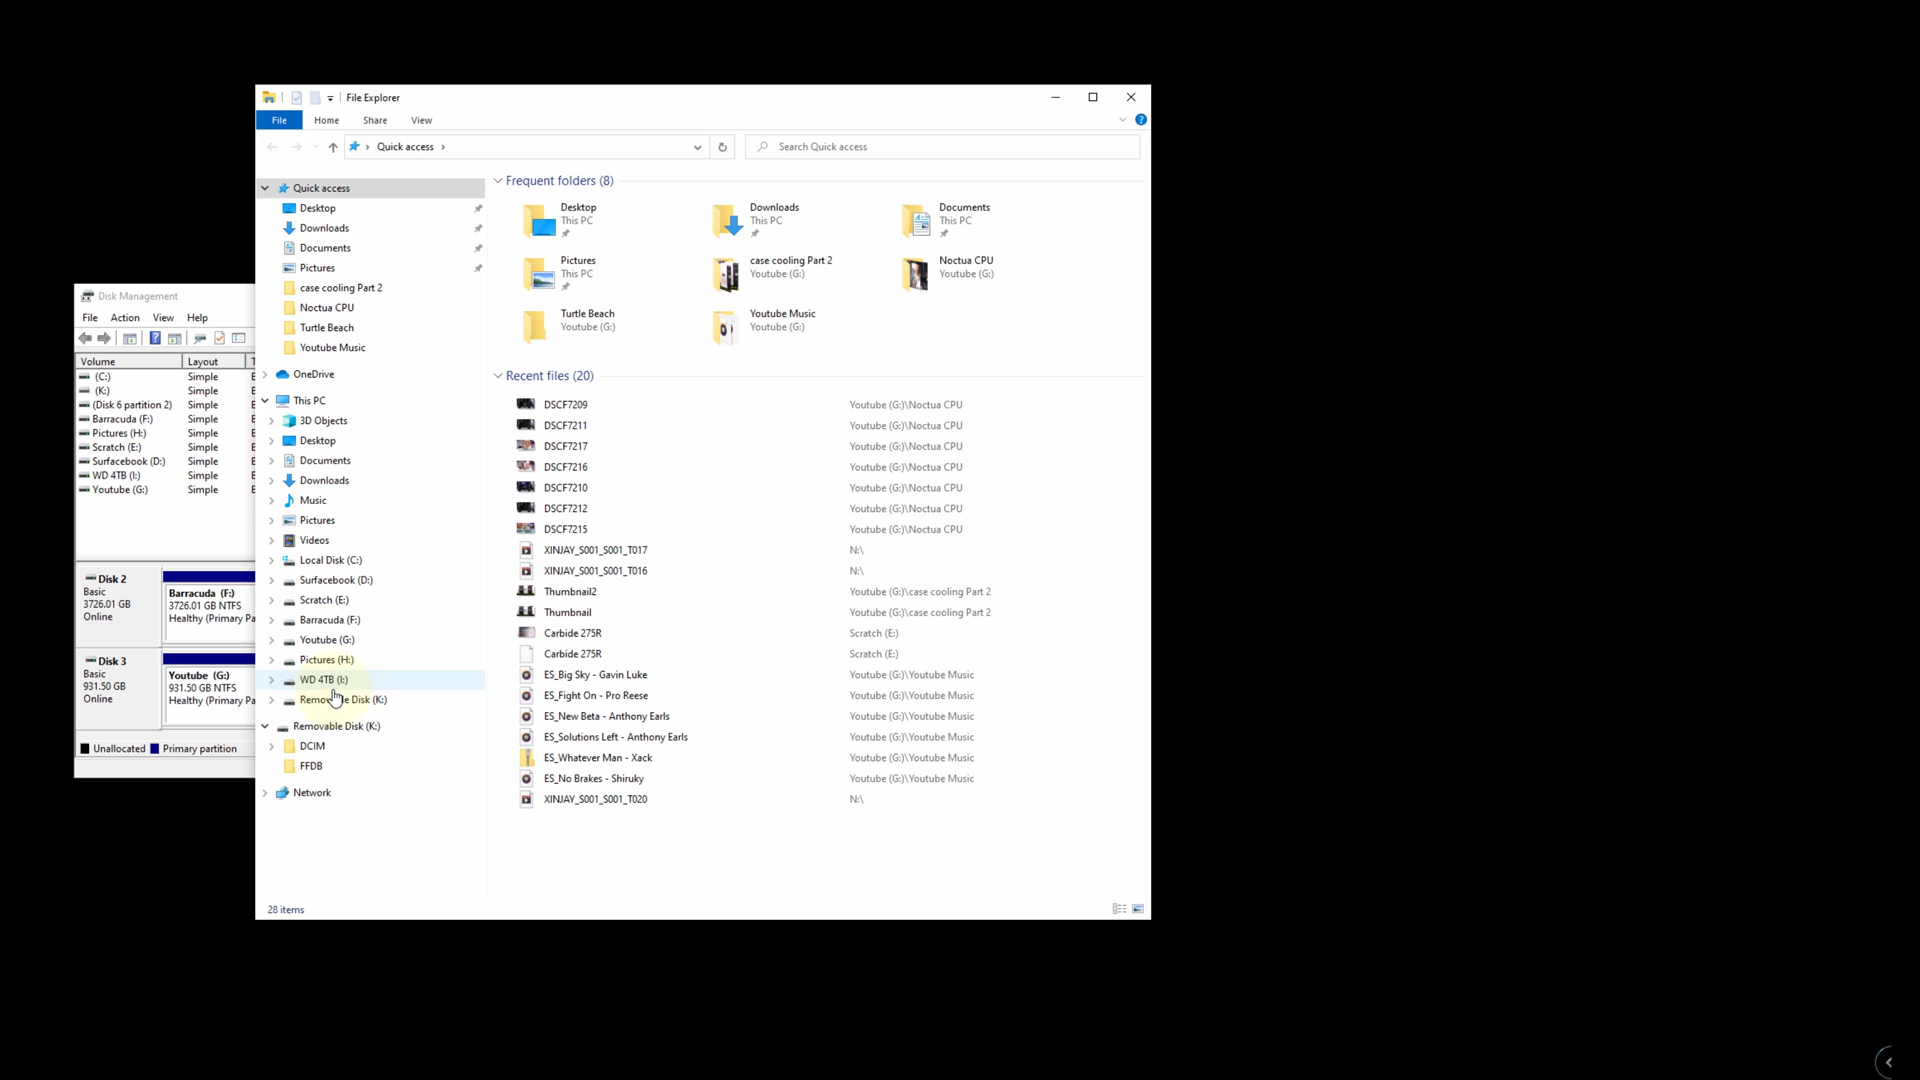 File Explorer
File Home Share View
Quick access
Search Quick access
Quick access
Desktop
Downloads
Documents
Pictures
case cooling Part 2
Noctua CPU
Turtle Beach
Youtube Music
OneDrive
This PC
3D Objects
Desktop
Documents
Downloads
Music
Pictures
Videos
Local Disk (C:)
Surfacebook (D:)
Scratch (E:)
Barracuda (F:)
Youtube (G:)
Pictures (H:)
WD 4TB (I:)
Removable Disk (K:)
Removable Disk (K:)
DCIM
FFDB
Network
Frequent folders (8)
Desktop
This PC
Downloads
This PC
Documents
This PC
Pictures
This PC
case cooling Part 2
Youtube (G:)
Noctua CPU
Youtube (G:)
Turtle Beach
Youtube (G:)
Youtube Music
Youtube (G:)
Recent files (20)
DSCF7209 Youtube (G:)\Noctua CPU
DSCF7211 Youtube (G:)\Noctua CPU
DSCF7217 Youtube (G:)\Noctua CPU
DSCF7216 Youtube (G:)\Noctua CPU
DSCF7210 Youtube (G:)\Noctua CPU
DSCF7212 Youtube (G:)\Noctua CPU
DSCF7215 Youtube (G:)\Noctua CPU
XINJAY_S001_S001_T017 N:\
XINJAY_S001_S001_T016 N:\
Thumbnail2 Youtube (G:)\case cooling Part 2
Thumbnail Youtube (G:)\case cooling Part 2
Carbide 275R Scratch (E:)
Carbide 275R Scratch (E:)
ES_Big Sky - Gavin Luke Youtube (G:)\Youtube Music
ES_Fight On - Pro Reese Youtube (G:)\Youtube Music
ES_New Beta - Anthony Earls Youtube (G:)\Youtube Music
ES_Solutions Left - Anthony Earls Youtube (G:)\Youtube Music
ES_Whatever Man - Xack Youtube (G:)\Youtube Music
ES_No Brakes - Shiruky Youtube (G:)\Youtube Music
XINJAY_S001_S001_T020 N:\
28 items
Disk Management
File Action View Help
Volume Layout T
(C:) Simple
(K:) Simple
(Disk 6 partition 2) Simple
Barracuda (F:) Simple
Pictures (H:) Simple
Scratch (E:) Simple
Surfacebook (D:) Simple
WD 4TB (I:) Simple
Youtube (G:) Simple
Disk 2
Basic
3726.01 GB
Online
Barracuda (F:)
3726.01 GB NTFS
Healthy (Primary Pa
Disk 3
Basic
931.50 GB
Online
Youtube (G:)
931.50 GB NTFS
Healthy (Primary Pa
Unallocated Primary partition